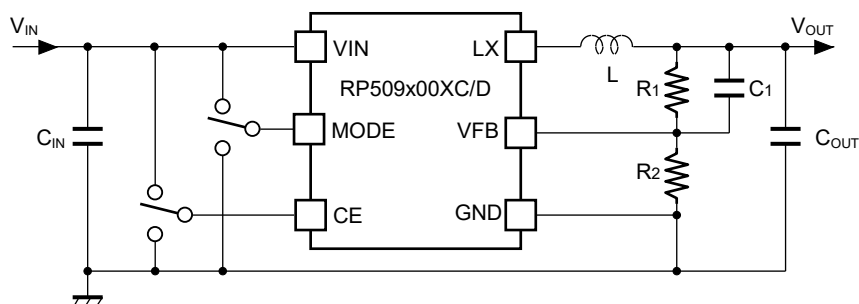 VIN VOUT
VIN LX
RP509x00XC/D
L
R1 C1
CIN MODE VFB COUT
R2
CE GND